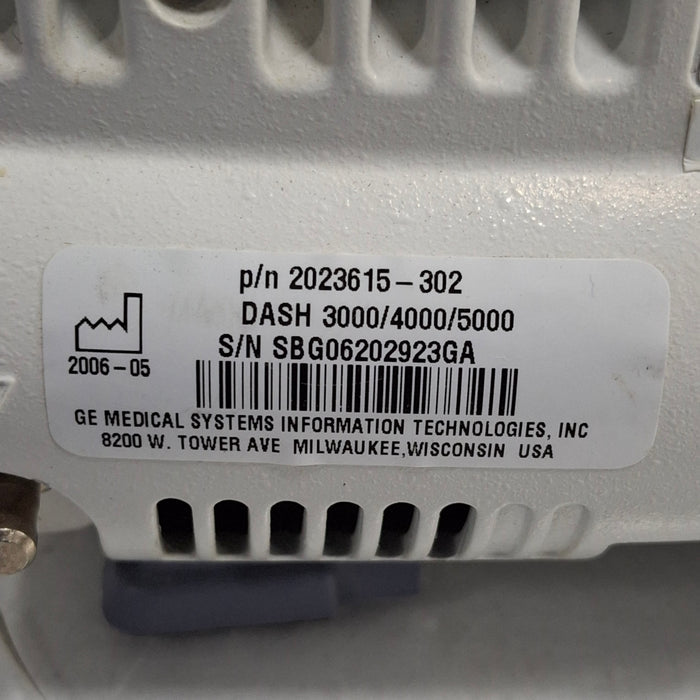 p/n 2023615-302
DASH 3000/4000/5000
S/N SBG06202923GA
2006-05
GE MEDICAL SYSTEMS INFORMATION TECHNOLOGIES, INC
8200 W. TOWER AVE MILWAUKEE,WISCONSIN USA